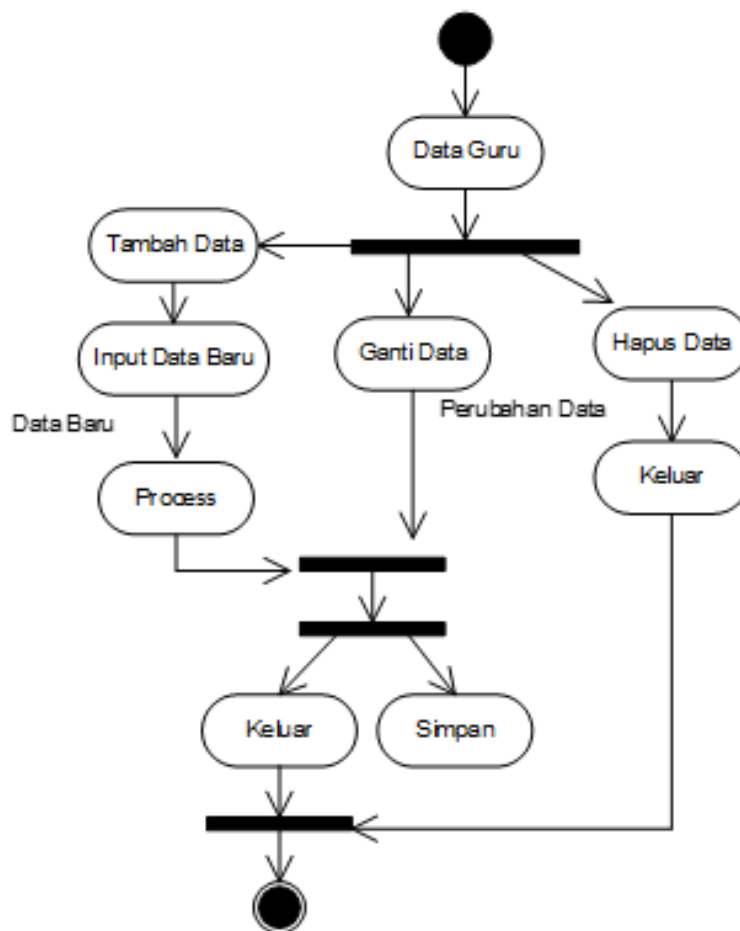 Data Guru
Tambah Data
Input Data Baru
Ganti Data
Hapus Data
Data Baru
Perubahan Data
Process
Keluar
Keluar
Simpan